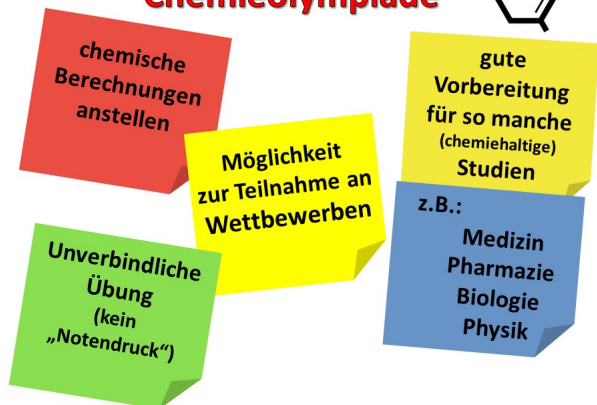 Chemieolympiade
chemische
Berechnungen
anstellen
Möglichkeit
zur Teilnahme an
Wettbewerben
gute
Vorbereitung
für so manche
(chemiehaltige)
Studien
z.B.:
Medizin
Pharmazie
Biologie
Physik
Unverbindliche
Übung
(kein
„Notendruck“)